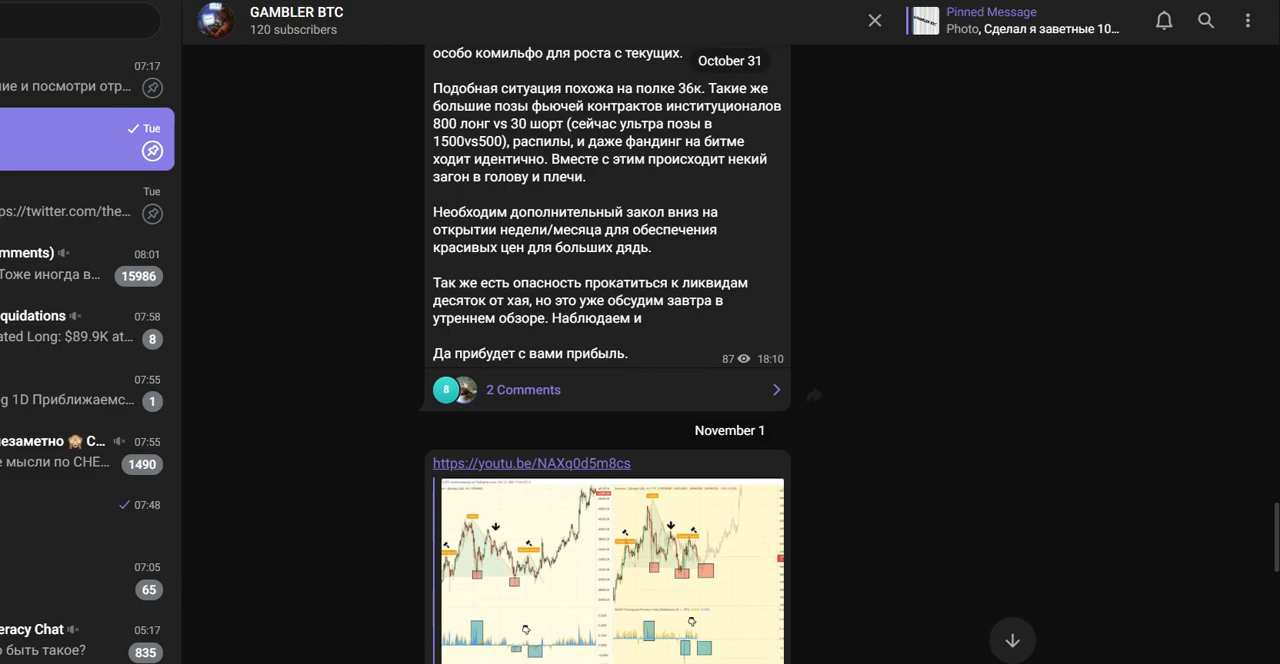 GAMBLER BTC
120 subscribers
Pinned Message
Photo, Сделал я заветные 10...
07:17
ие и посмотри отр...
Tue
Tue
ps://twitter.com/the...
mments)
08:01
Тоже иногда в...
15986
quidations
07:58
ated Long: $89.9K at...
8
07:55
g 1D Приближаемс...
1
езаметно 🙈 С...
07:55
е мысли по CHE...
1490
07:48
07:05
65
eracy Chat
05:17
о быть такое?
835
особо комильфо для роста с текущих.
October 31
Подобная ситуация похожа на полке 36к. Такие же
большие позы фьючей контрактов институционалов
800 лонг vs 30 шорт (сейчас ультра позы в
1500vs500), распилы, и даже фандинг на битме
ходит идентично. Вместе с этим происходит некий
загон в голову и плечи.
Необходим дополнительный закол вниз на
открытии недели/месяца для обеспечения
красивых цен для больших дядь.
Так же есть опасность прокатиться к ликвидам
десяток от хая, но это уже обсудим завтра в
утреннем обзоре. Наблюдаем и
Да прибудет с вами прибыль.
87
18:10
8
2 Comments
November 1
https://youtu.be/NAXq0d5m8cs